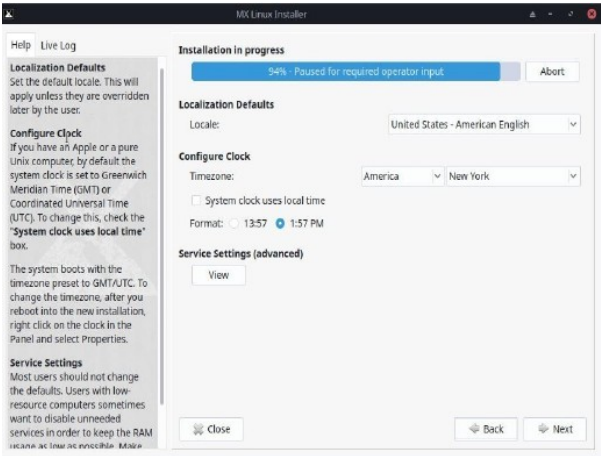 MX Linux Installer
Help Live Log
Localization Defaults
Set the default locale. This will
apply unless they are overridden
later by the user.
Configure Clock
If you have an Apple or a pure
Unix computer, by default the
system clock is set to Greenwich
Meridian Time (GMT) or
Coordinated Universal Time
(UTC). To change this, check the
"System clock uses local time"
box.
The system boots with the
timezone preset to GMT/UTC. To
change the timezone, after you
reboot into the new installation,
right click on the clock in the
Panel and select Properties.
Service Settings
Most users should not change
the defaults. Users with low-
resource computers sometimes
want to disable unneeded
services in order to keep the RAM
usage as low as possible. Make
Installation in progress
94% - Paused for required operator input
Abort
Localization Defaults
Locale: United States - American English
Configure Clock
Timezone: America New York
System clock uses local time
Format: 13:57 1:57 PM
Service Settings (advanced)
View
Close Back Next